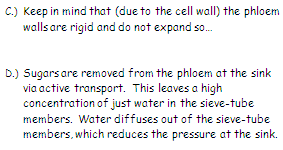 C.) Keep in mind that (due to the cell wall) the phloem
walls are rigid and do not expand so...
D.) Sugars are removed from the phloem at the sink
via active transport. This leaves a high
concentration of just water in the sieve-tube
members. Water diffuses out of the sieve-tube
members, which reduces the pressure at the sink.